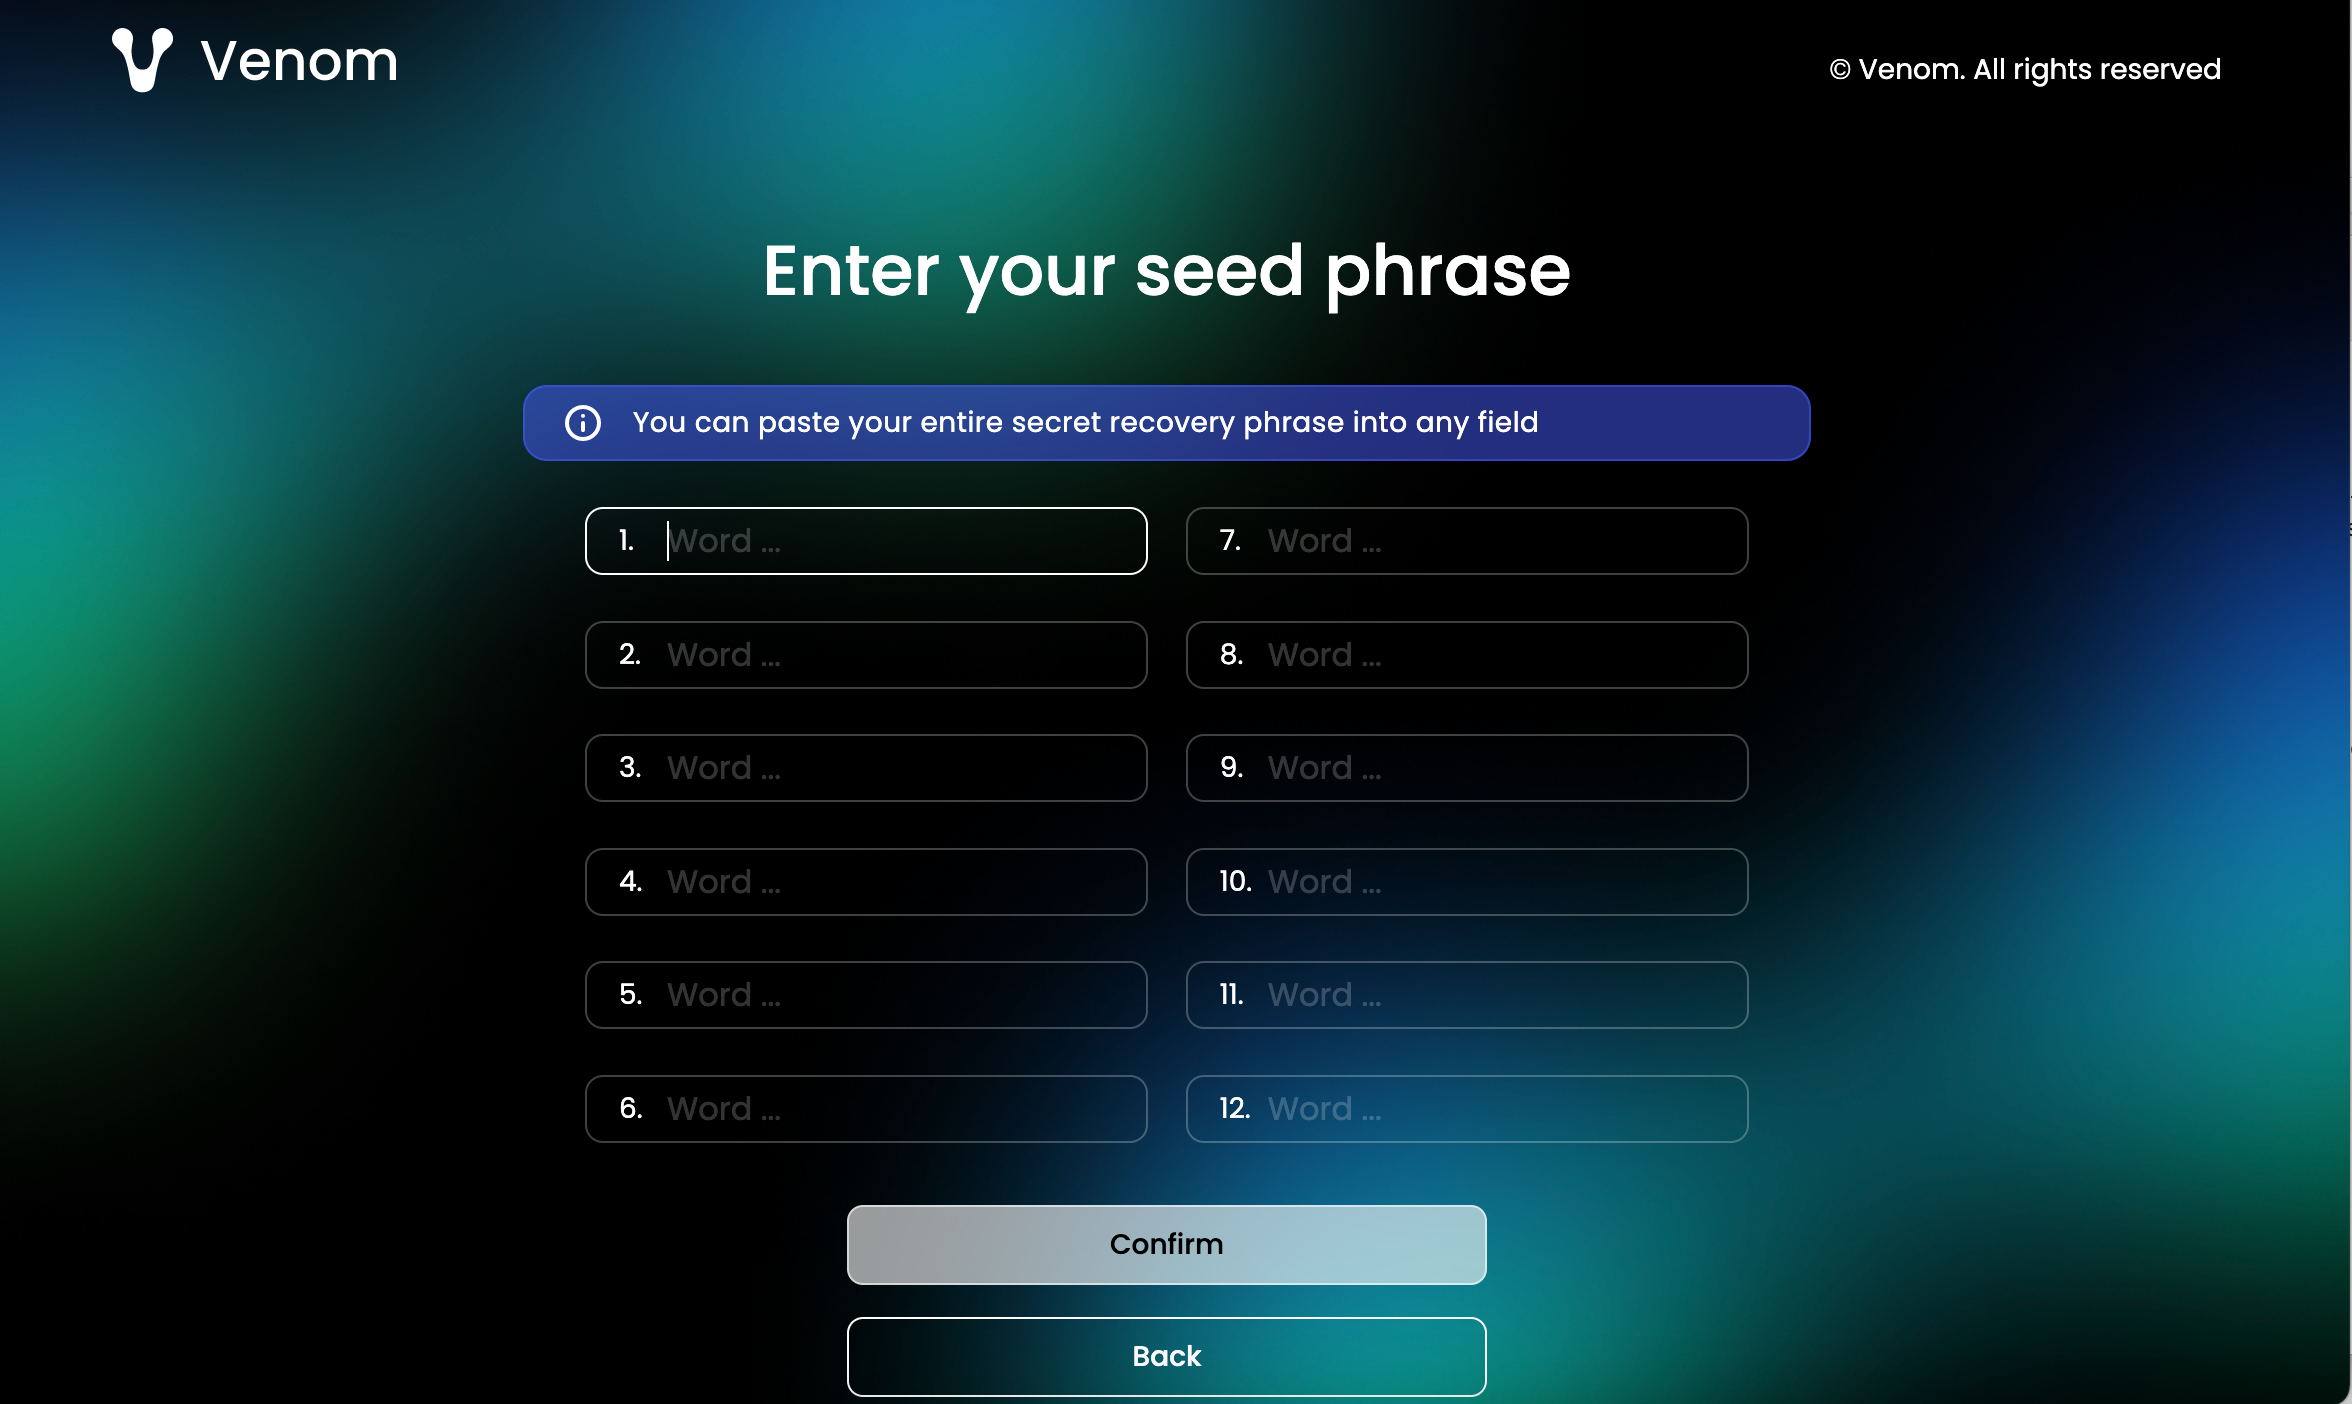 Venom
© Venom. All rights reserved
Enter your seed phrase
You can paste your entire secret recovery phrase into any field
1. Word ...
2. Word ...
3. Word ...
4. Word ...
5. Word ...
6. Word ...
7. Word ...
8. Word ...
9. Word ...
10. Word ...
11. Word ...
12. Word ...
Confirm
Back